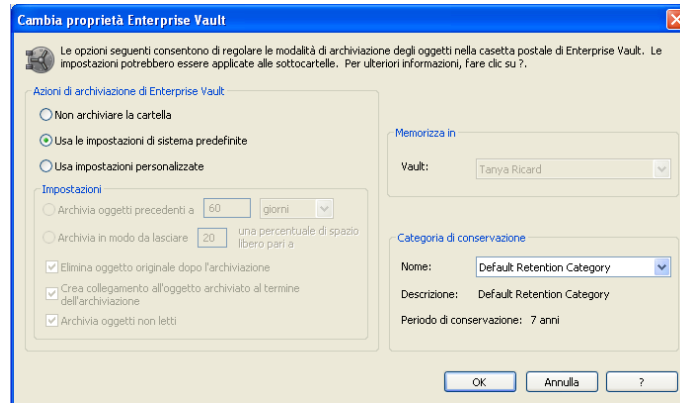 Cambia proprietà Enterprise Vault
Le opzioni seguenti consentono di regolare le modalità di archiviazione degli oggetti nella casetta postale di Enterprise Vault. Le
impostazioni potrebbero essere applicate alle sottocartelle. Per ulteriori informazioni, fare clic su ?.
Azioni di archiviazione di Enterprise Vault
Non archiviare la cartella
Usa le impostazioni di sistema predefinite
Usa impostazioni personalizzate
Impostazioni
Archivia oggetti precedenti a 60 giorni
Archivia in modo da lasciare 20 una percentuale di spazio
libero pari a
Elimina oggetto originale dopo l'archiviazione
Crea collegamento all'oggetto archiviato al termine
dell'archiviazione
Archivia oggetti non letti
Memorizza in
Vault: Tanya Ricard
Categoria di conservazione
Nome: Default Retention Category
Descrizione: Default Retention Category
Periodo di conservazione: 7 anni
OK Annulla ?